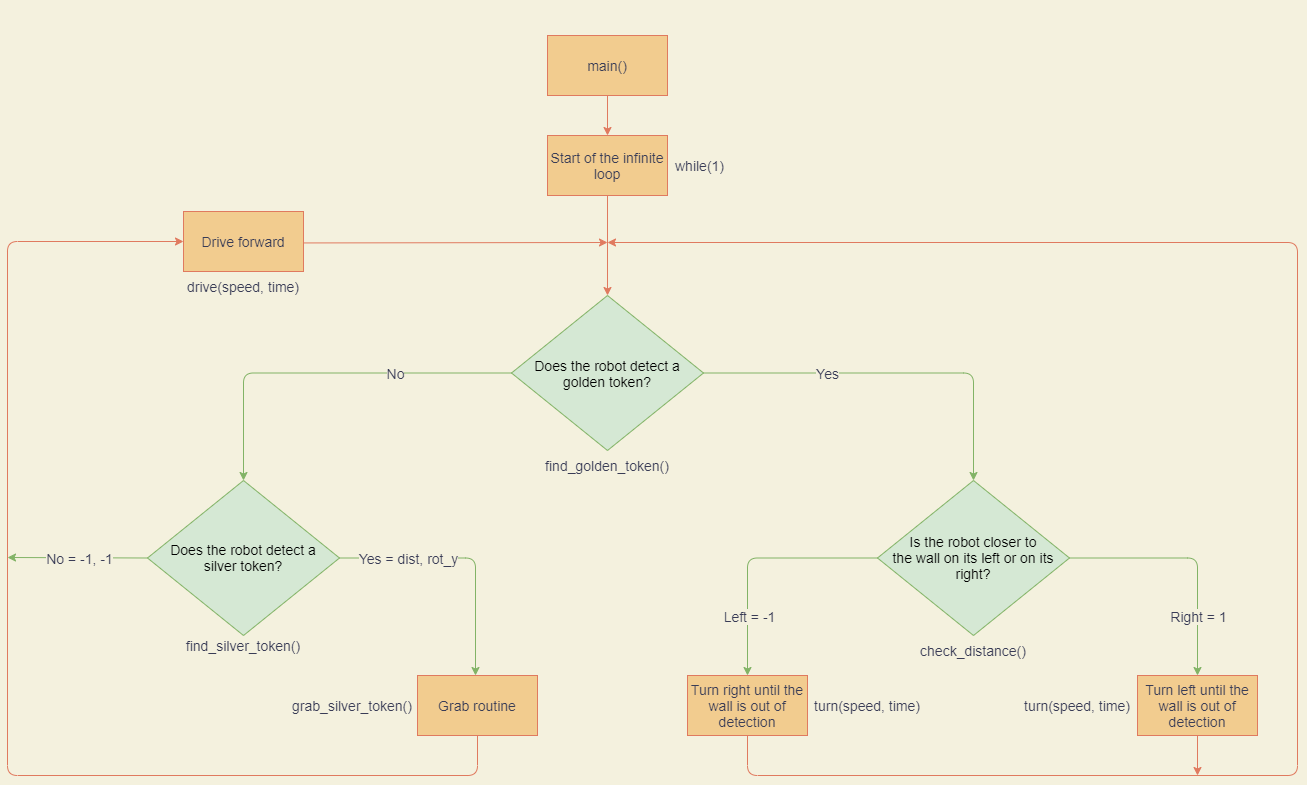 main()
Start of the infinite
loop
while(1)
Drive forward
drive(speed, time)
Does the robot detect a
golden token?
No
Yes
find_golden_token()
Does the robot detect a
silver token?
No = -1, -1
Yes = dist, rot_y
find_silver_token()
Is the robot closer to
the wall on its left or on its
right?
Left = -1
Right = 1
check_distance()
grab_silver_token()
Grab routine
Turn right until the
wall is out of
detection
turn(speed, time)
turn(speed, time)
Turn left until the
wall is out of
detection